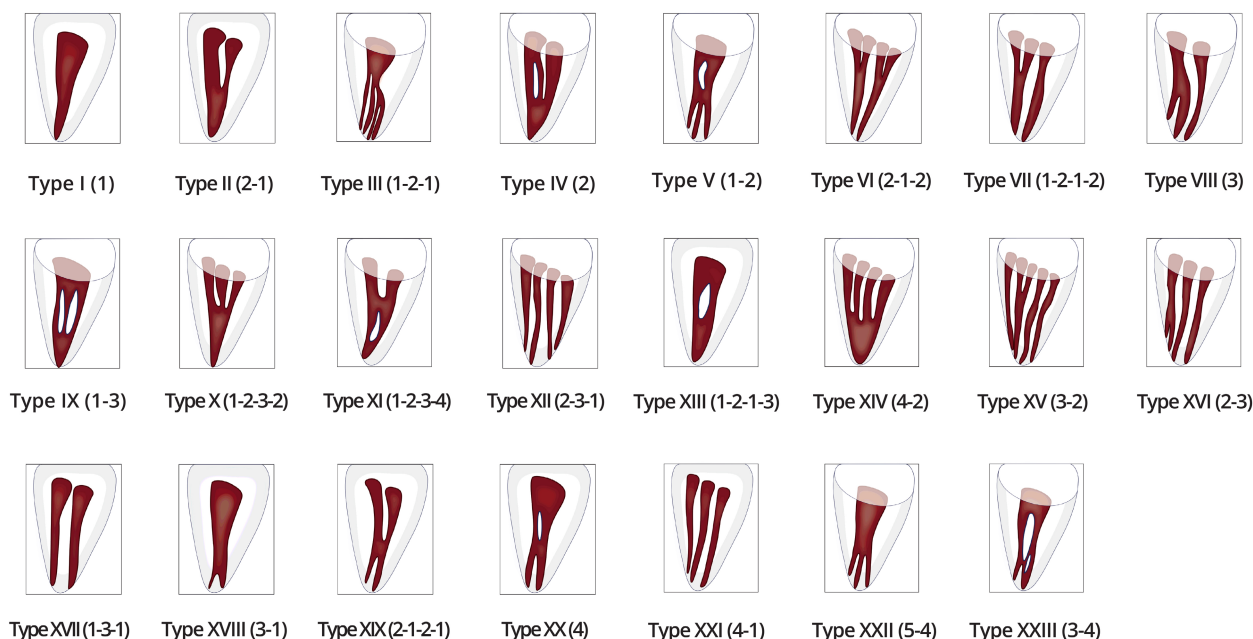 Type I (1) Type II (2-1) Type III (1-2-1) Type IV (2) Type V (1-2) Type VI (2-1-2) Type VII (1-2-1-2) Type VIII (3)
Type IX (1-3) Type X (1-2-3-2) Type XI (1-2-3-4) Type XII (2-3-1) Type XIII (1-2-1-3) Type XIV (4-2) Type XV (3-2) Type XVI (2-3)
Type XVII (1-3-1) Type XVIII (3-1) Type XIX (2-1-2-1) Type XX (4) Type XXI (4-1) Type XXII (5-4) Type XXIII (3-4)